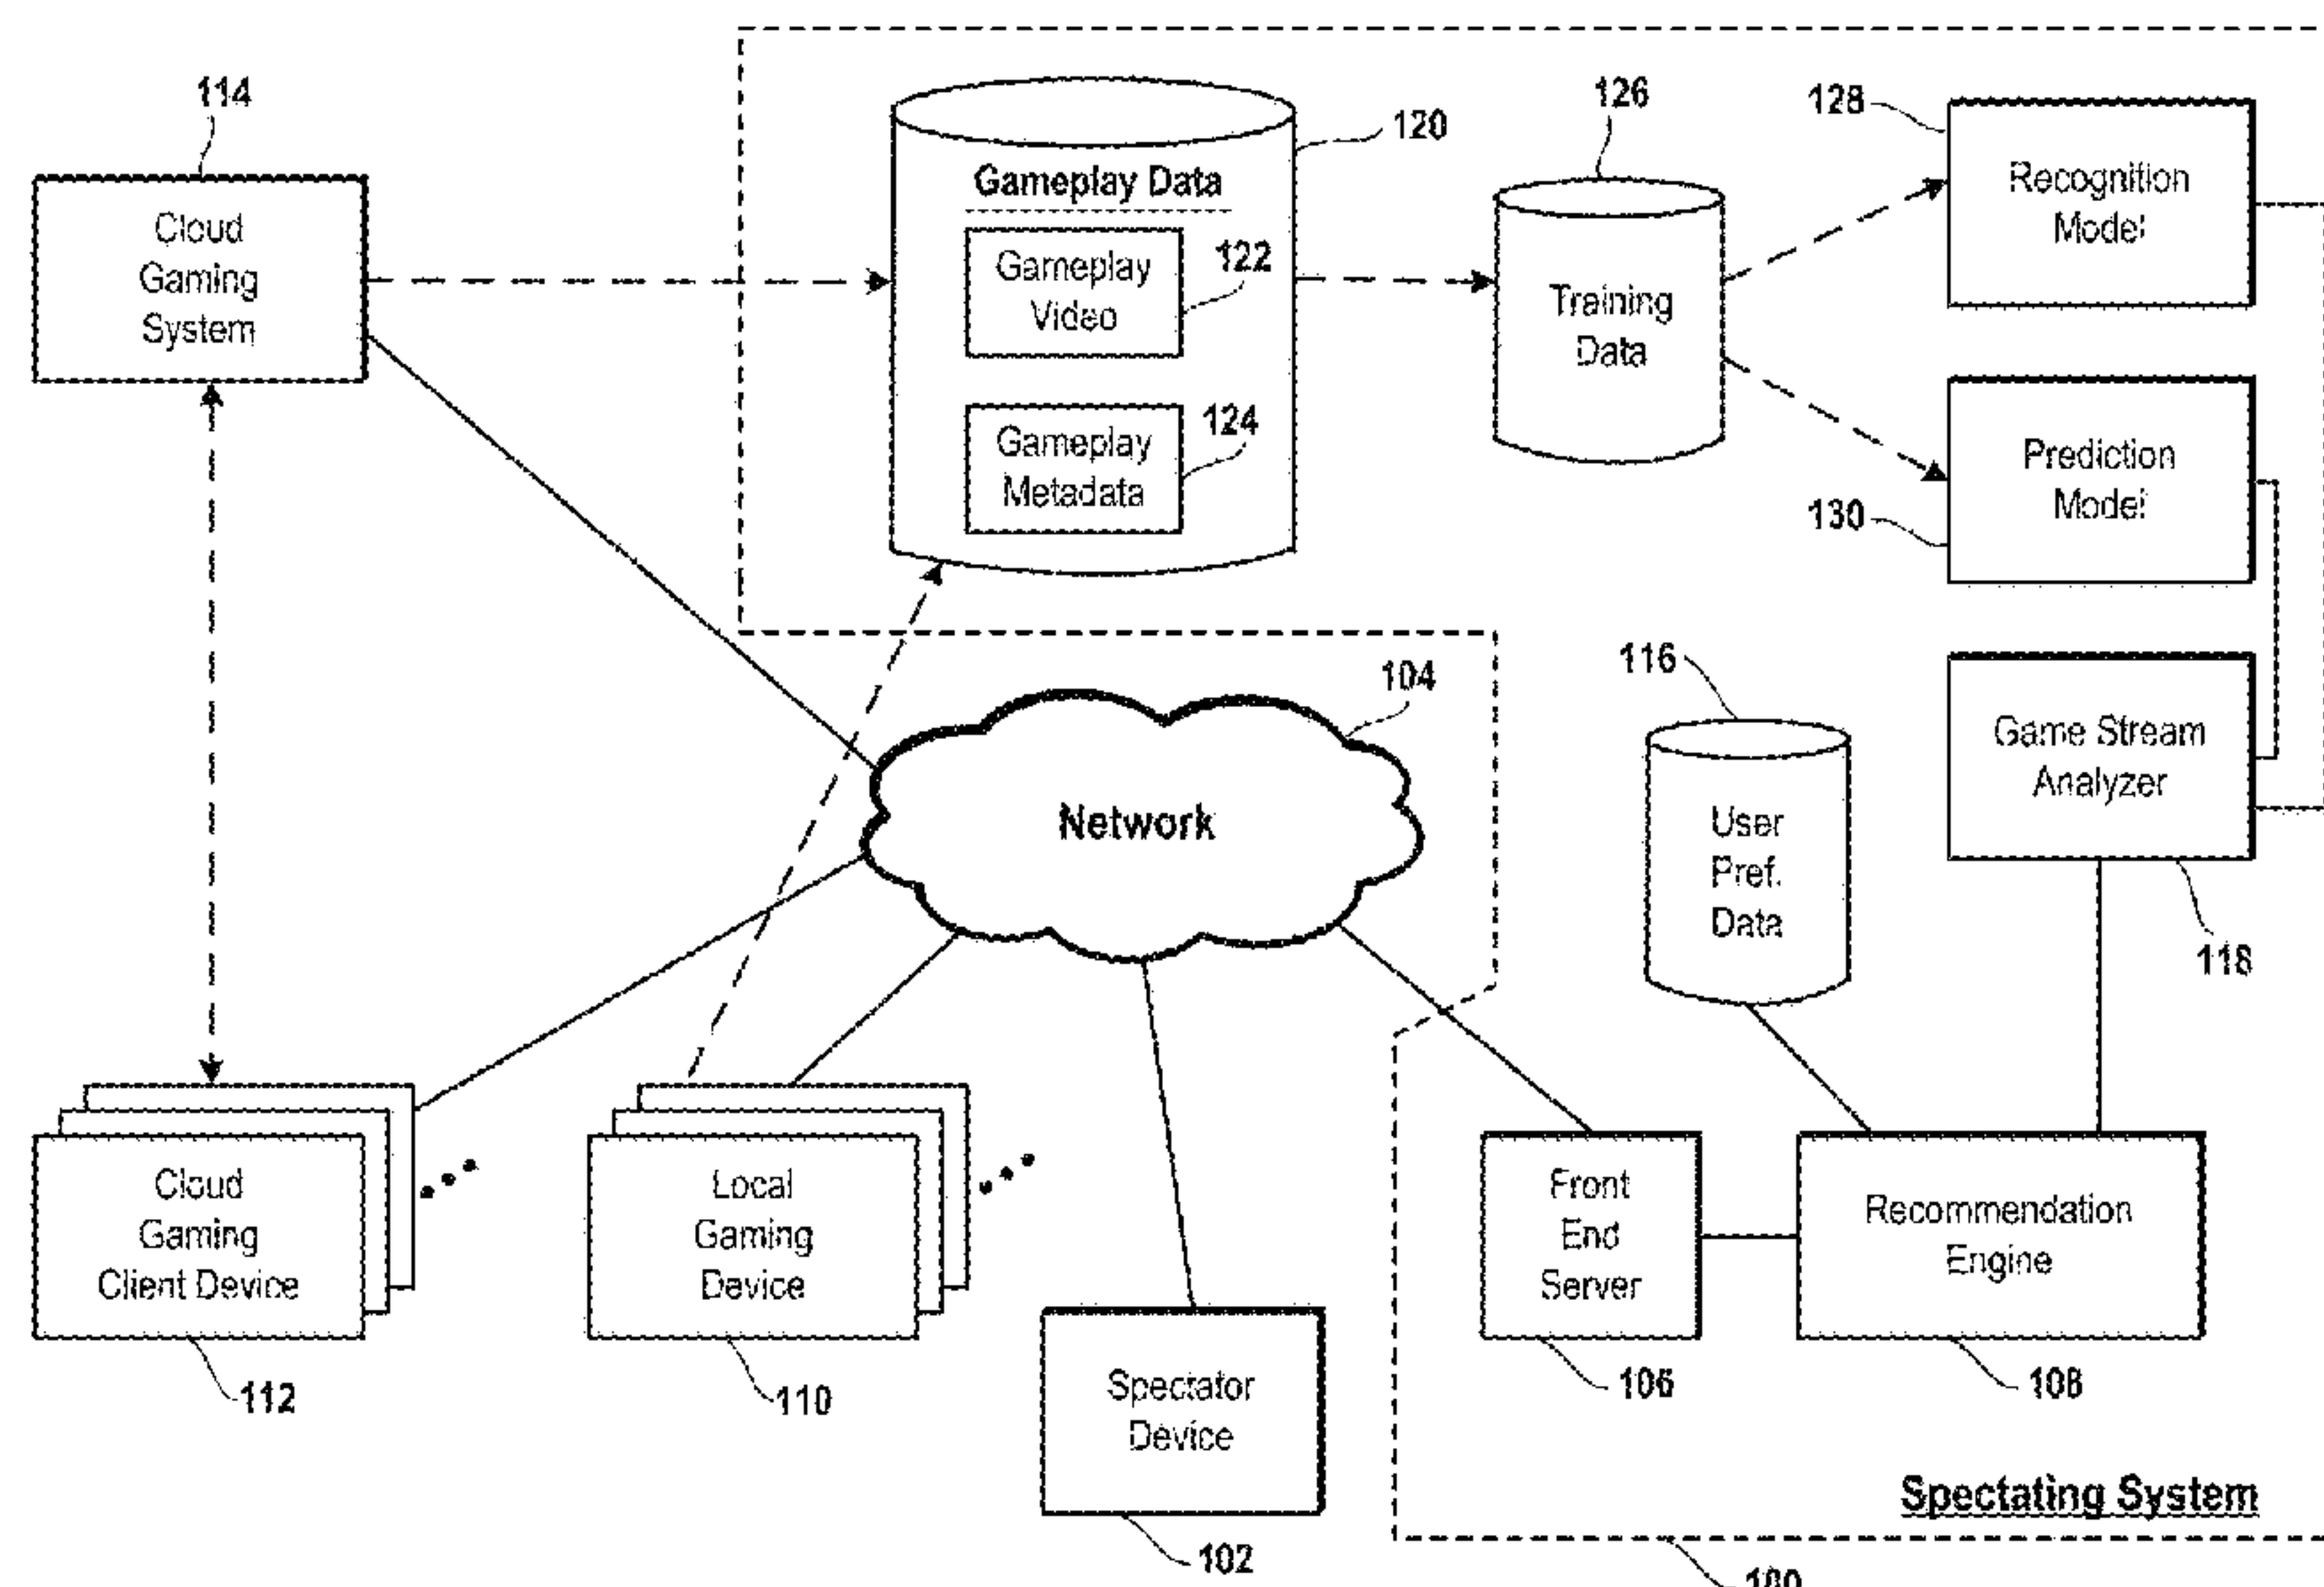 114
Cloud
Gaming
System
120
Gameplay Data
Gameplay
Video
122
Gameplay
Metadata
124
126
Training
Data
128
Recognition
Model
Prediction
Model
130
104
Network
116
User
Pref.
Data
Game Stream
Analyzer
118
Cloud
Gaming
Client Device
112
Local
Gaming
Device
110
Spectator
Device
102
Front
End
Server
106
Recommendation
Engine
108
Spectating System
100